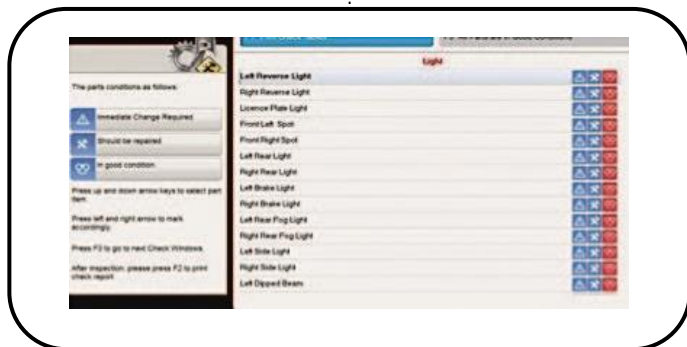 Light
The parts conditions as follows:
Immediate Change Required
Should be repaired
In good condition
Press up and down arrow keys to select part
item.
Press left and right arrow to mark
accordingly.
Press F3 to go to next Check Windows.
After inspection, please press F2 to print
check report
Left Reverse Light
Right Reverse Light
Licence Plate Light
Front Left Spot
Front Right Spot
Left Rear Light
Right Rear Light
Left Brake Light
Right Brake Light
Left Rear Fog Light
Right Rear Fog Light
Left Side Light
Right Side Light
Left Dipped Beam